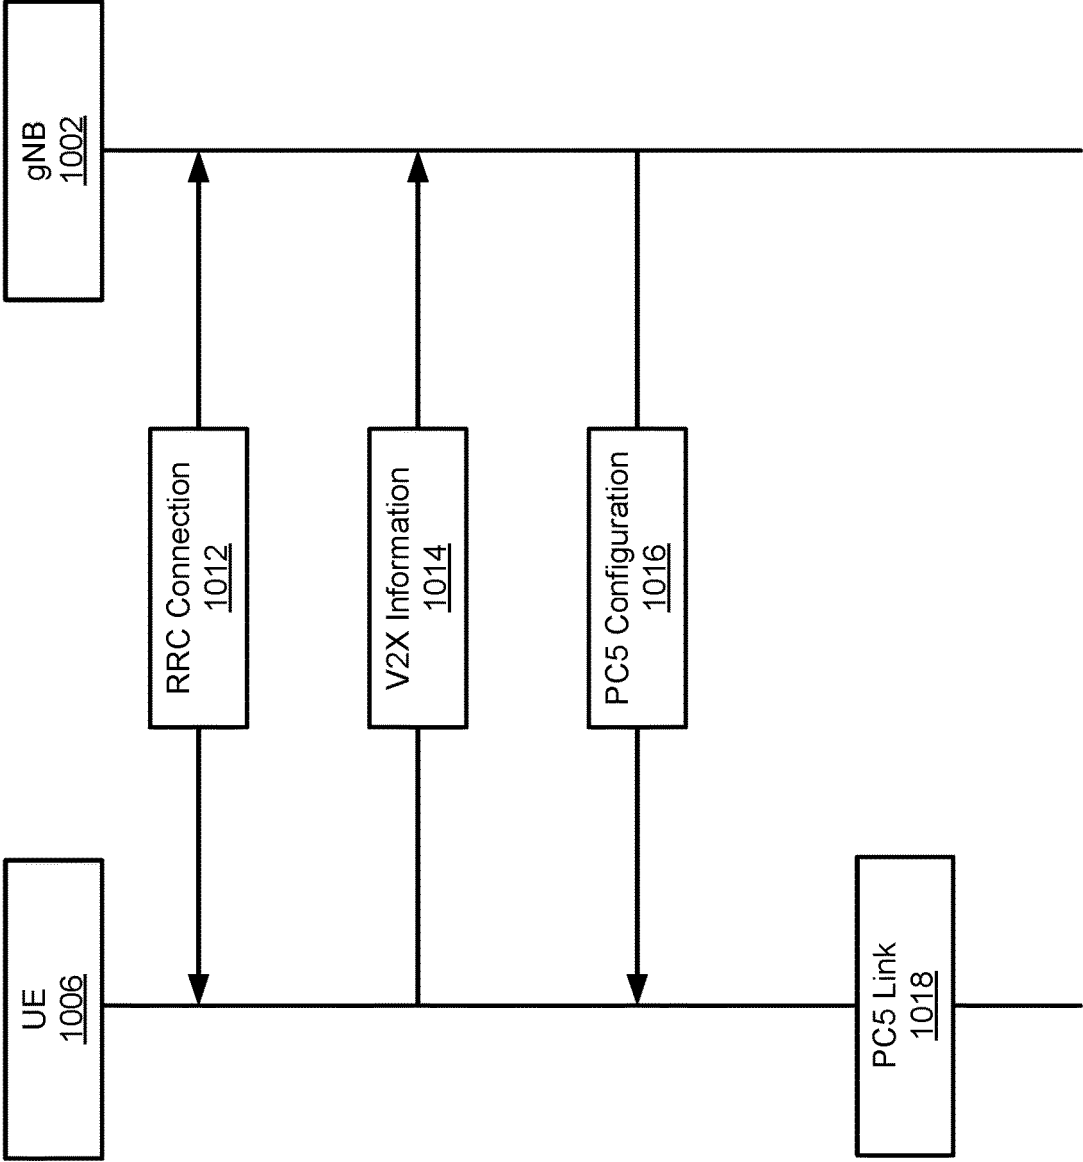 UE
1006
gNB
1002
RRC Connection
1012
V2X Information
1014
PC5 Configuration
1016
PC5 Link
1018